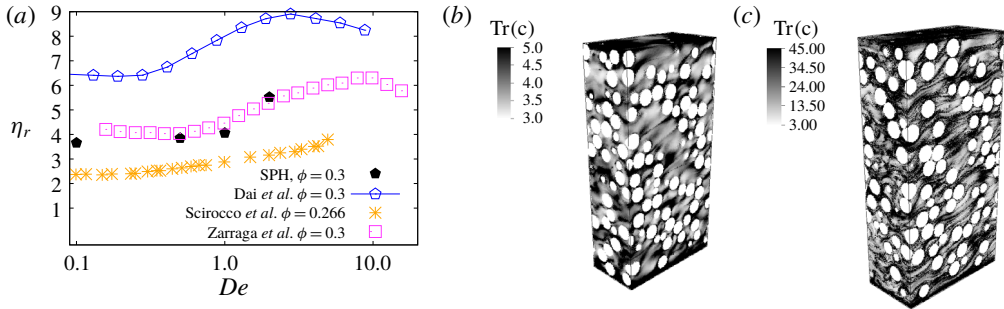 (a)
9
8
7
6
5
4
3
2
1
ηr
0.1
1.0
10.0
De
SPH, ϕ = 0.3
Dai et al. ϕ = 0.3
Scirocco et al. ϕ = 0.266
Zarraga et al. ϕ = 0.3
(b)
Tr(c)
5.0
4.5
4.0
3.5
3.0
(c)
Tr(c)
45.00
34.50
24.00
13.50
3.00